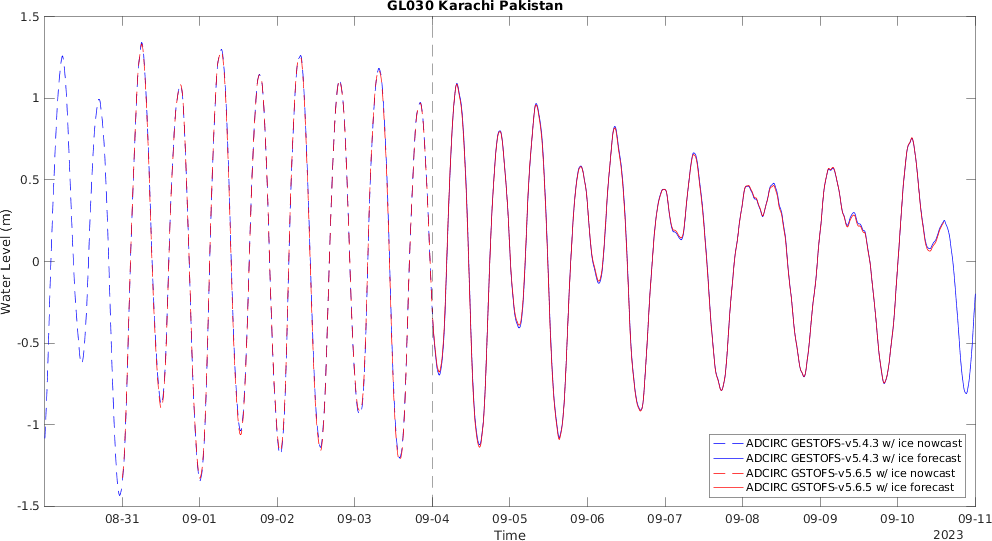 GL030 Karachi Pakistan
1.5
1
0.5
0
-0.5
-1
-1.5
Water Level (m)
ADCIRC GESTOFS-v5.4.3 w/ ice nowcast
ADCIRC GESTOFS-v5.4.3 w/ ice forecast
ADCIRC GSTOFS-v5.6.5 w/ ice nowcast
ADCIRC GSTOFS-v5.6.5 w/ ice forecast
08-31 09-01 09-02 09-03 09-04 09-05 09-06 09-07 09-08 09-09 09-10 09-11
Time
2023